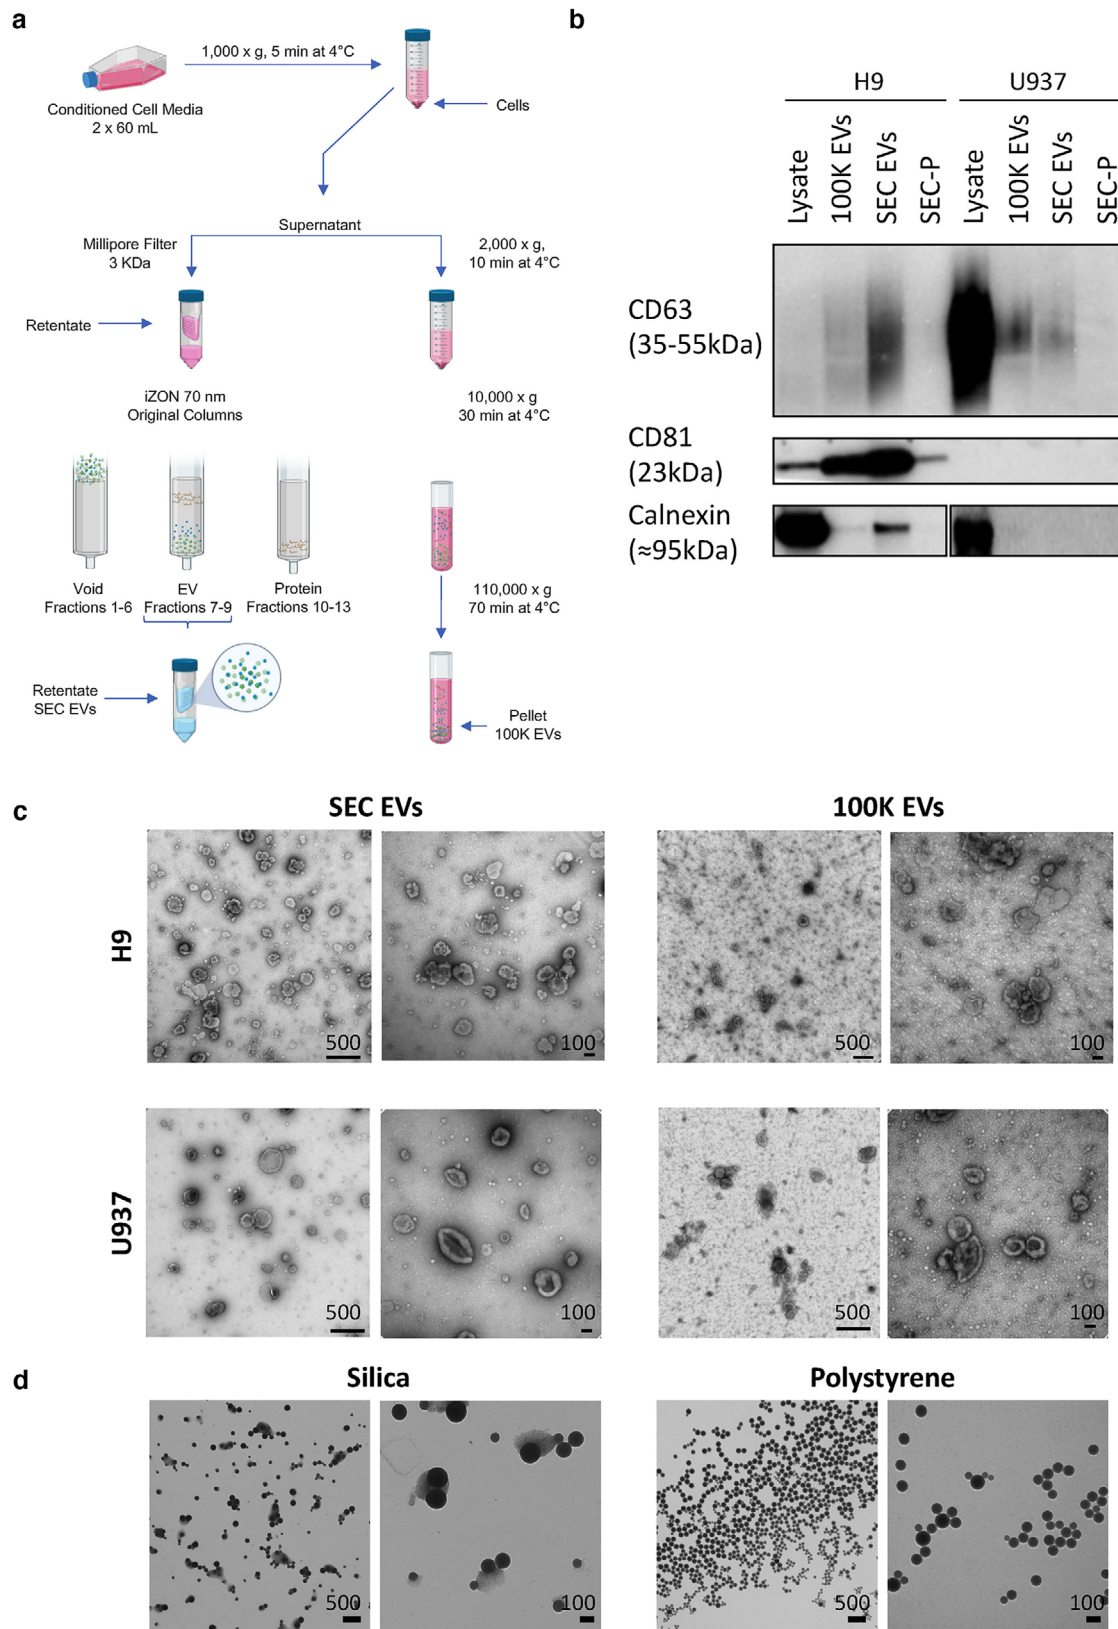 a
1,000 x g, 5 min at 4°C
Conditioned Cell Media
2 x 60 mL
Cells
Supernatant
Millipore Filter
3 KDa
2,000 x g,
10 min at 4°C
Retentate
iZON 70 nm
Original Columns
10,000 x g
30 min at 4°C
Void
Fractions 1-6
EV
Fractions 7-9
Protein
Fractions 10-13
110,000 x g
70 min at 4°C
Retentate
SEC EVs
Pellet
100K EVs
b
H9
U937
Lysate
100K EVs
SEC EVs
SEC-P
Lysate
100K EVs
SEC EVs
SEC-P
CD63
(35-55kDa)
CD81
(23kDa)
Calnexin
(≈95kDa)
c
SEC EVs
100K EVs
H9
500
100
500
100
U937
500
100
500
100
d
Silica
Polystyrene
500
100
500
100